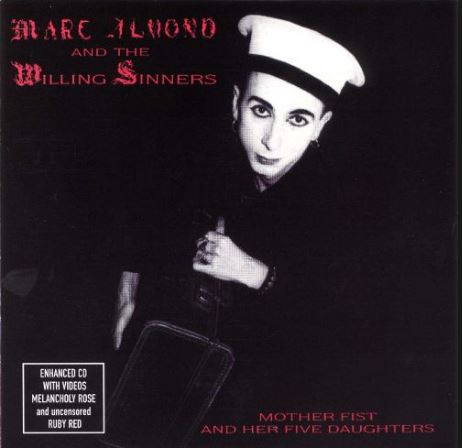 MARC ALMOND
AND THE
WILLING SINNERS
ENHANCED CD
WITH VIDEOS
MELANCHOLY ROSE
and uncensored
RUBY RED
MOTHER FIST
AND HER FIVE DAUGHTERS